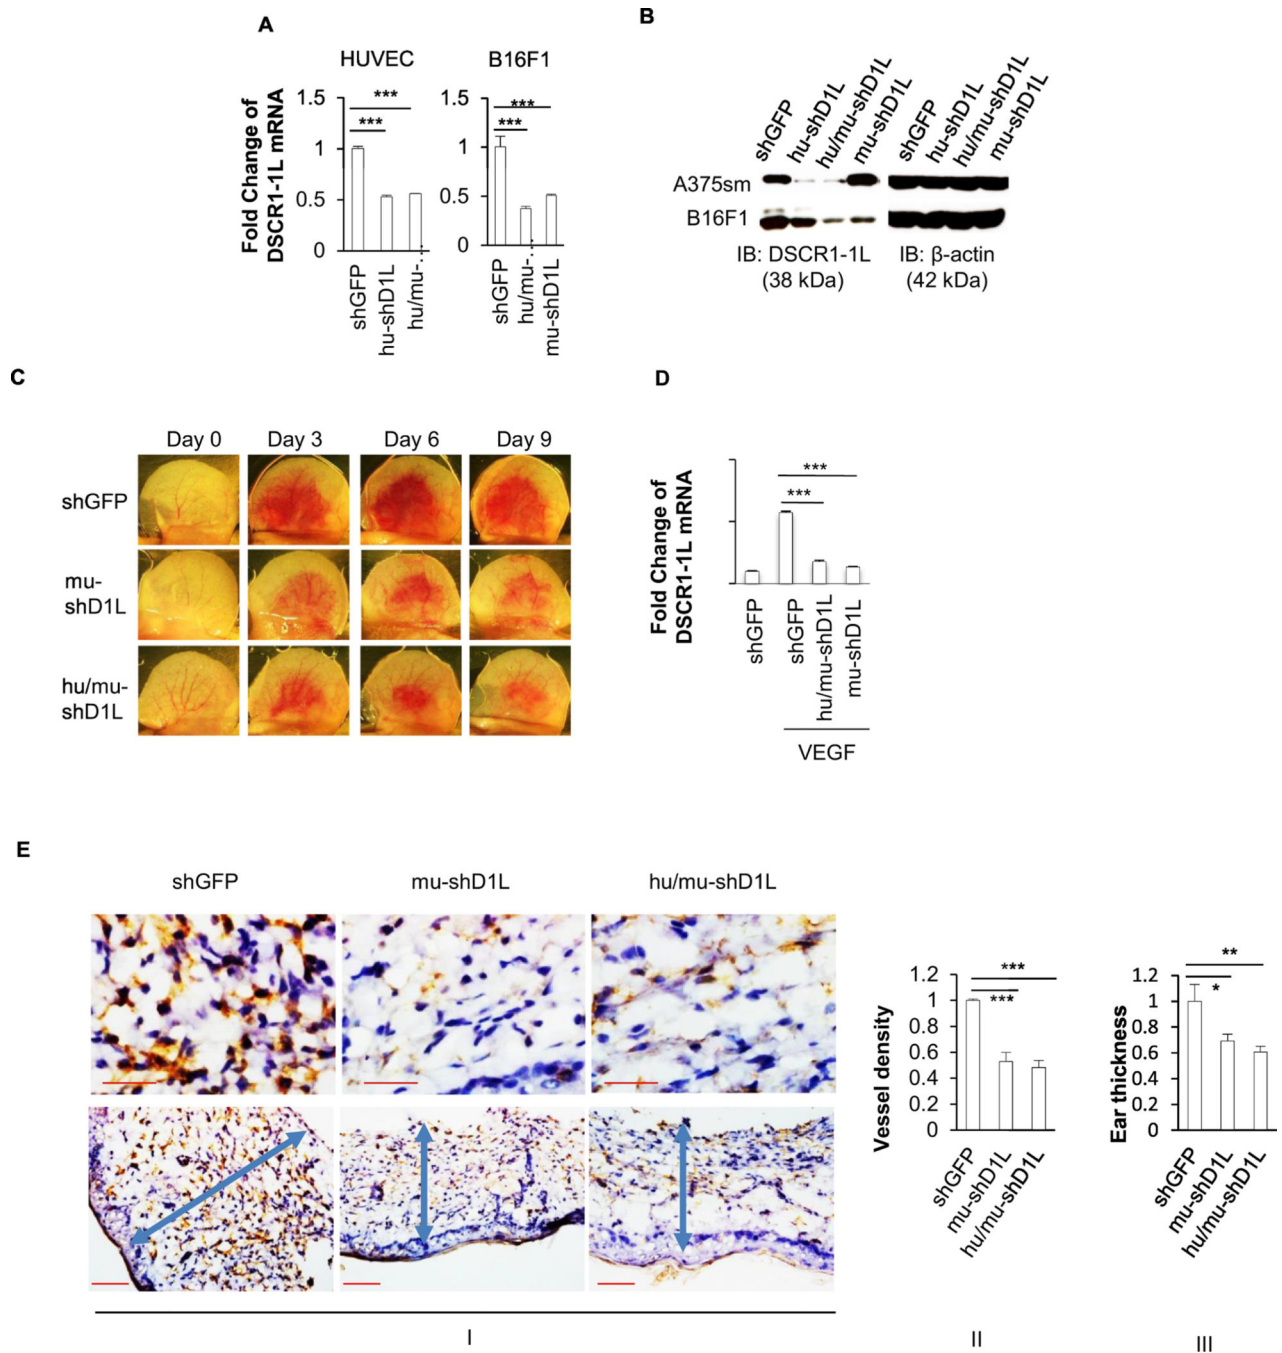 A
HUVEC
B16F1
Fold Change of
DSCR1-1L mRNA
1.5
1
0.5
0
***
***
shGFP
hu-shD1L
hu/mu-...
1.5
1
0.5
0
***
***
shGFP
hu/mu-...
mu-shD1L
B
shGFP
hu-shD1L
hu/mu-shD1L
mu-shD1L
shGFP
hu-shD1L
hu/mu-shD1L
mu-shD1L
A375sm
B16F1
IB: DSCR1-1L
(38 kDa)
IB: β-actin
(42 kDa)
C
Day 0
Day 3
Day 6
Day 9
shGFP
mu-
shD1L
hu/mu-
shD1L
D
Fold Change of
DSCR1-1L mRNA
***
***
shGFP
shGFP
hu/mu-shD1L
mu-shD1L
VEGF
E
shGFP
mu-shD1L
hu/mu-shD1L
I
Vessel density
1.2
1
0.8
0.6
0.4
0.2
0
***
***
shGFP
mu-shD1L
hu/mu-shD1L
II
Ear thickness
1.2
1
0.8
0.6
0.4
0.2
0
**
*
shGFP
mu-shD1L
hu/mu-shD1L
III